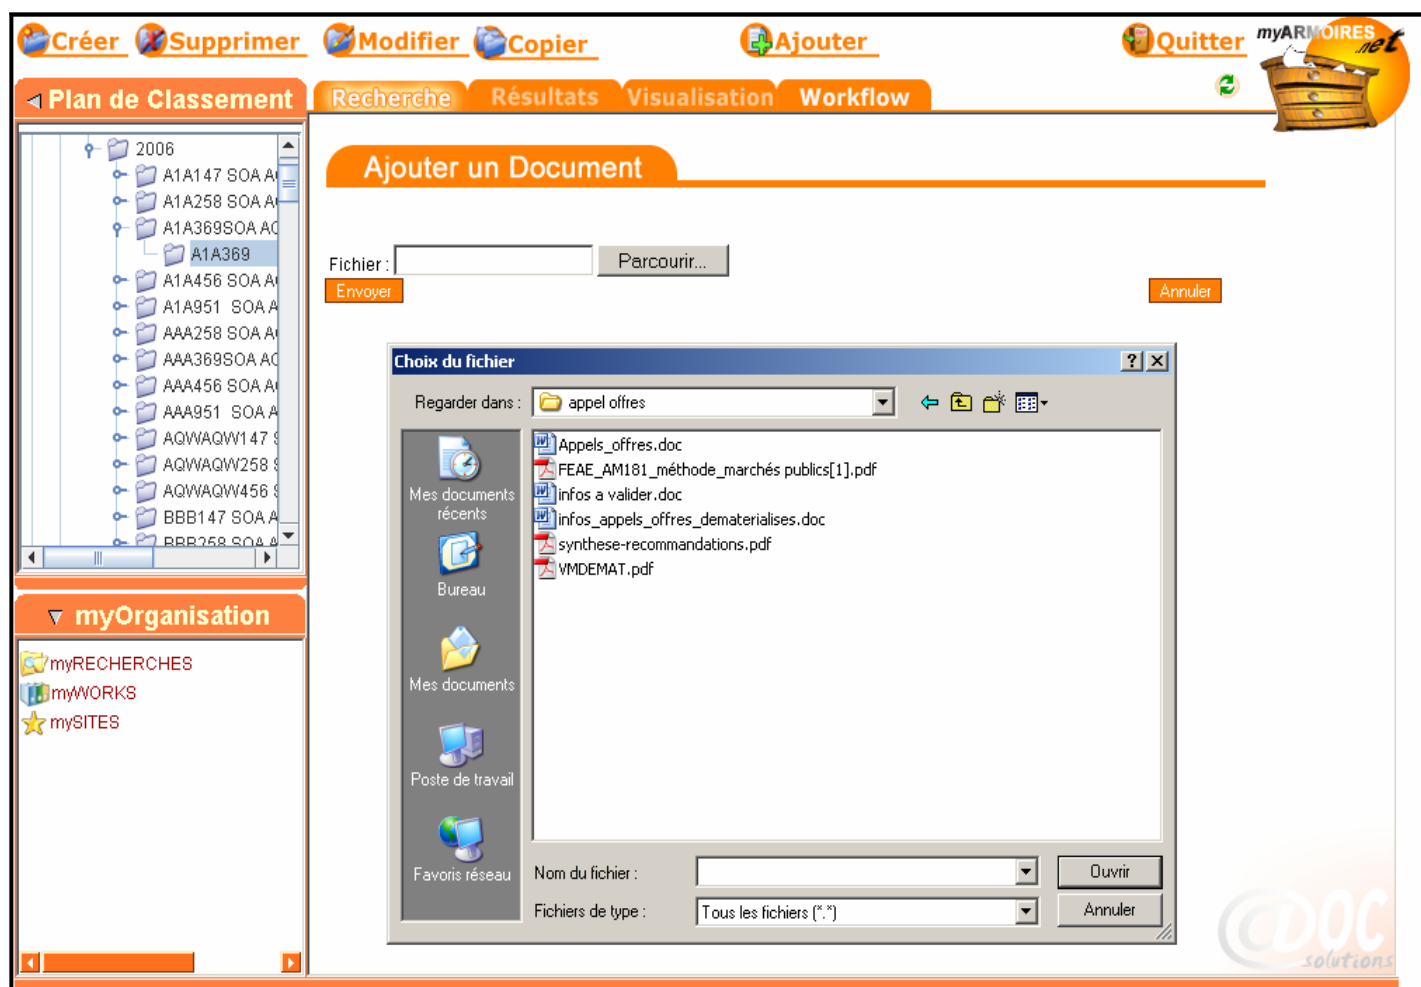 Créer Supprimer Modifier Copier Ajouter Quitter
myARMOIRES.net
Plan de Classement
Recherche Résultats Visualisation Workflow
2006
A1A147 SOA A
A1A258 SOA A
A1A369SOA AO
A1A369
A1A456 SOA A
A1A951 SOA A
AAA258 SOA A
AAA369SOA AO
AAA456 SOA A
AAA951 SOA A
AQWAQW147 S
AQWAQW258 S
AQWAQW456 S
BBB147 SOA A
BBB258 SOA A
Ajouter un Document
Fichier : Parcourir...
Envoyer Annuler
Choix du fichier
Regarder dans : appel offres
Mes documents récents
Bureau
Mes documents
Poste de travail
Favoris réseau
Appels_offres.doc
FEAE_AM181_méthode_marchés publics[1].pdf
infos a valider.doc
infos_appels_offres_dematerialises.doc
synthese-recommandations.pdf
VMDEMAT.pdf
Nom du fichier : Ouvrir
Fichiers de type : Tous les fichiers (*.*) Annuler
myOrganisation
myRECHERCHES
myWORKS
mySITES
@DOC
solutions